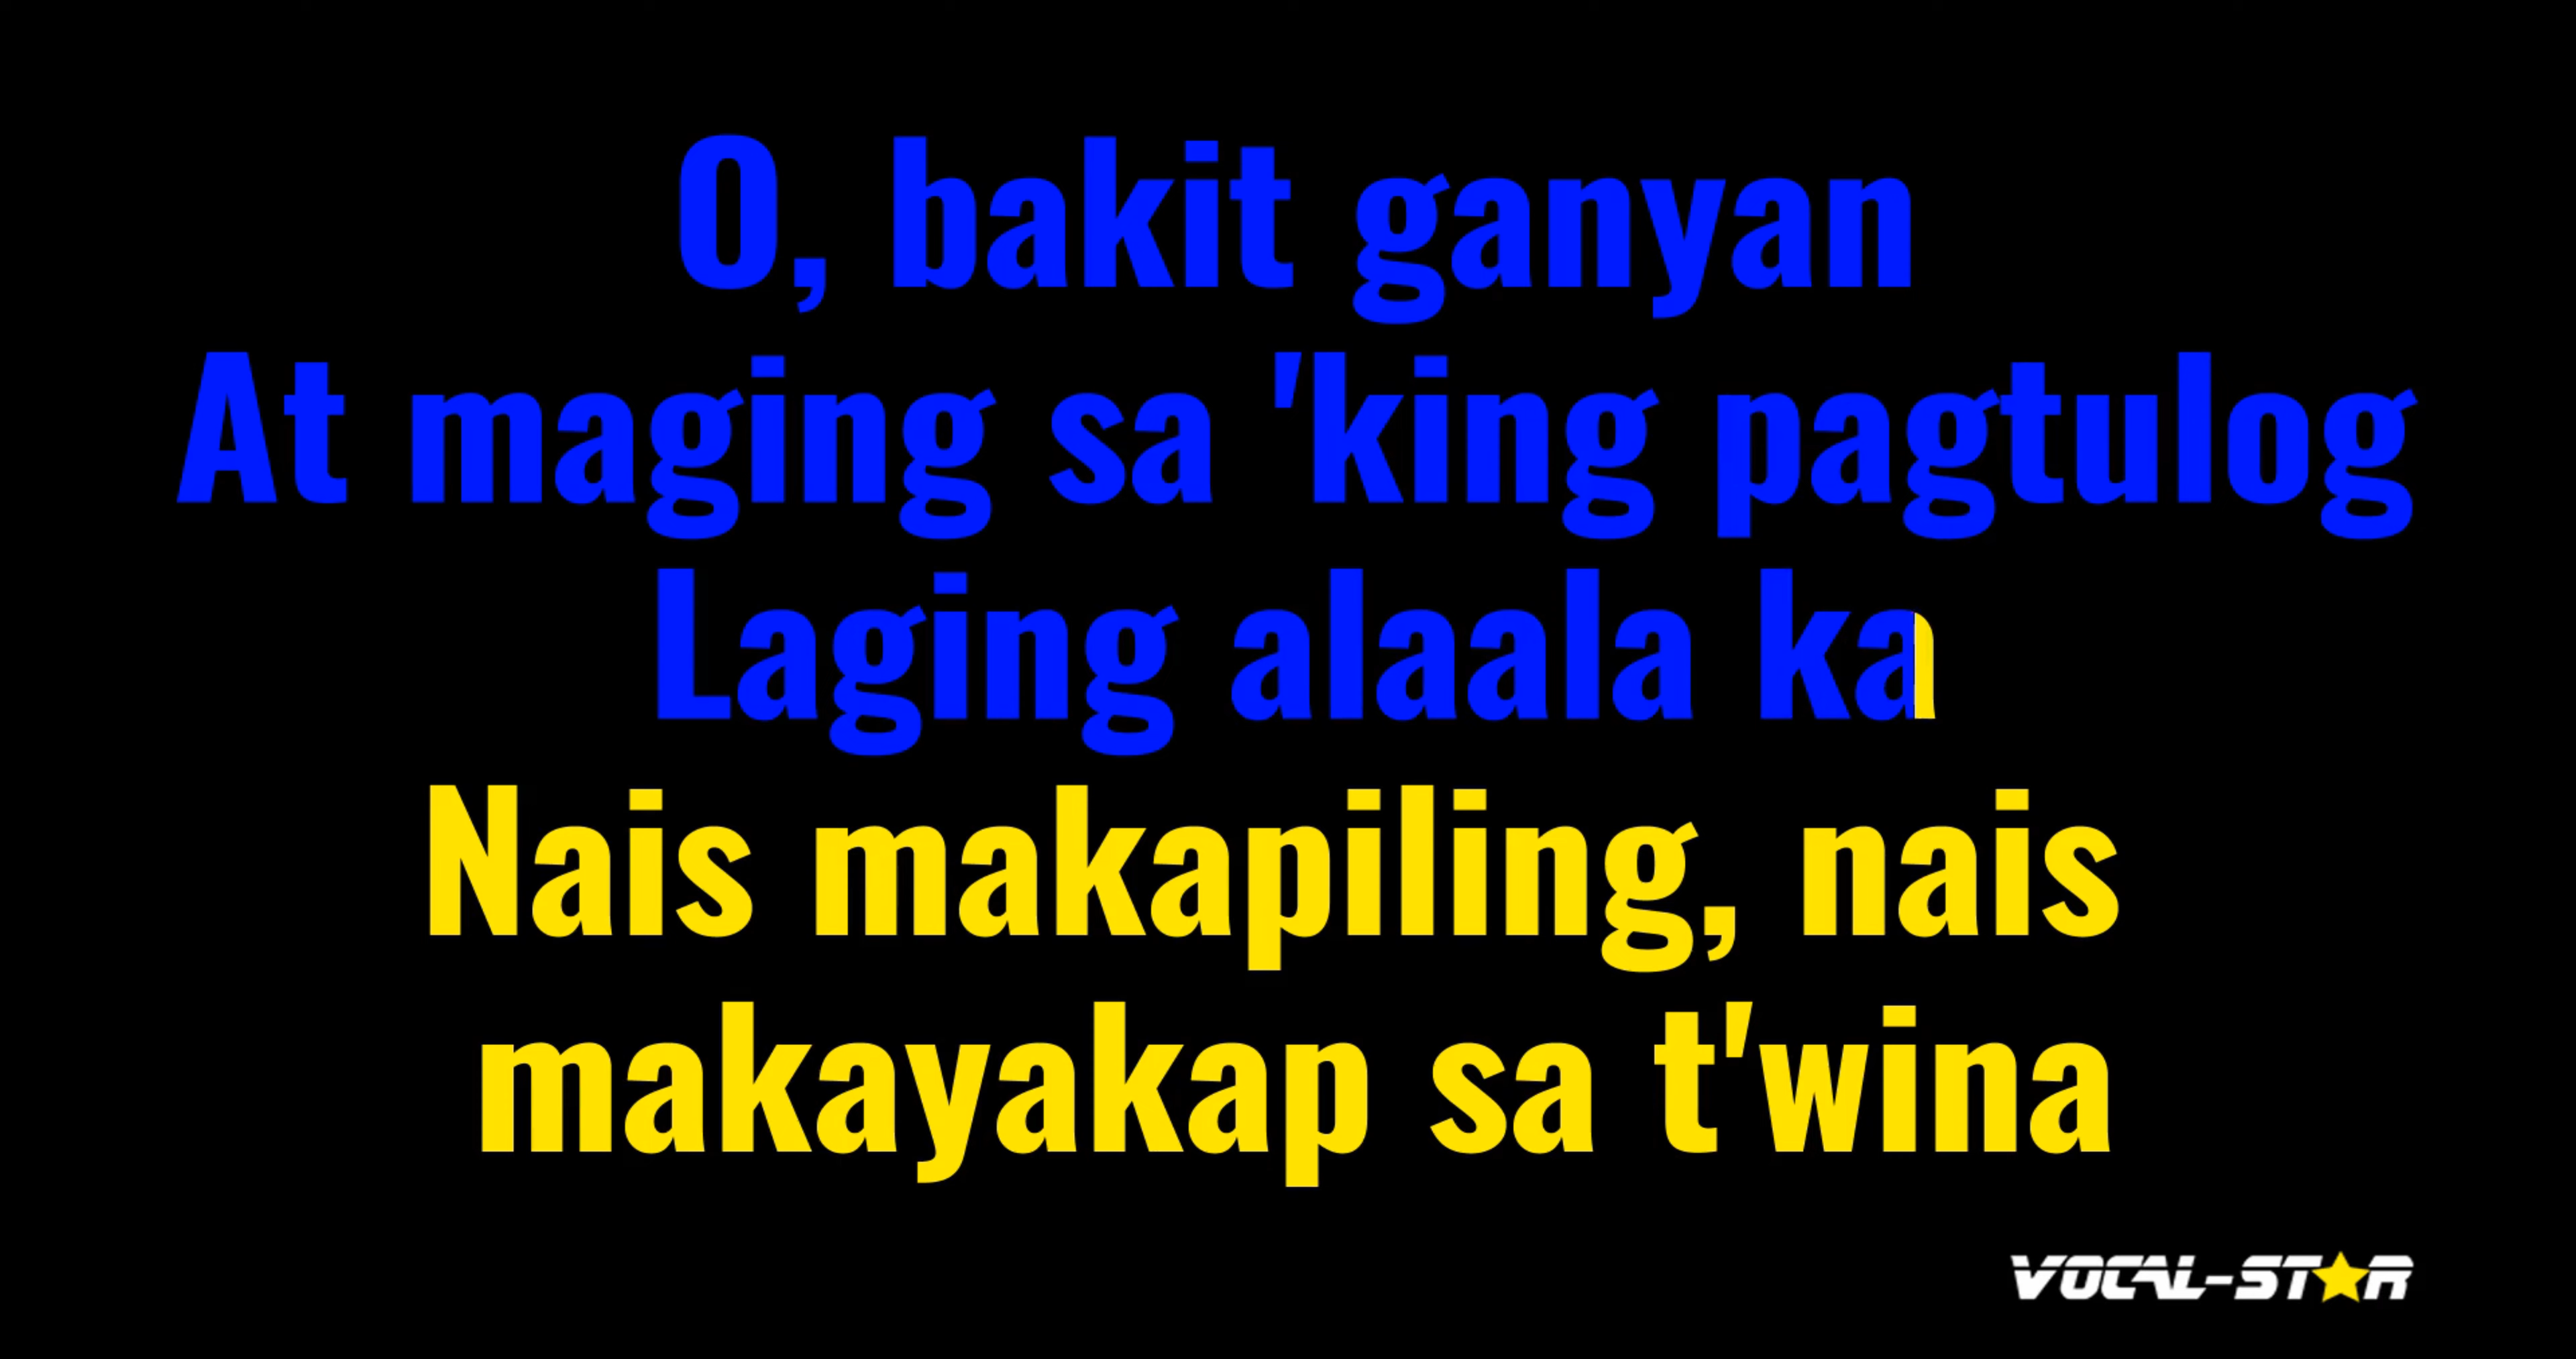 O, bakit ganyan
At maging sa 'king pagtulog
Laging alaala ka
Nais makapiling, nais
makayakap sa t'wina
VOCAL-STAR